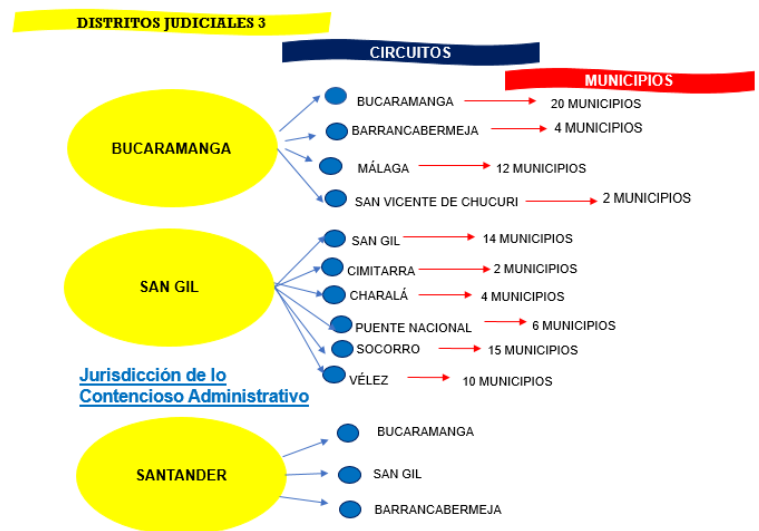 DISTRITOS JUDICIALES 3
CIRCUITOS
MUNICIPIOS
BUCARAMANGA
BUCARAMANGA 20 MUNICIPIOS
BARRANCABERMEJA 4 MUNICIPIOS
MÁLAGA 12 MUNICIPIOS
SAN VICENTE DE CHUCURI 2 MUNICIPIOS
SAN GIL
SAN GIL 14 MUNICIPIOS
CIMITARRA 2 MUNICIPIOS
CHARALÁ 4 MUNICIPIOS
PUENTE NACIONAL 6 MUNICIPIOS
SOCORRO 15 MUNICIPIOS
VÉLEZ 10 MUNICIPIOS
Jurisdicción de lo
Contencioso Administrativo
SANTANDER
BUCARAMANGA
SAN GIL
BARRANCABERMEJA